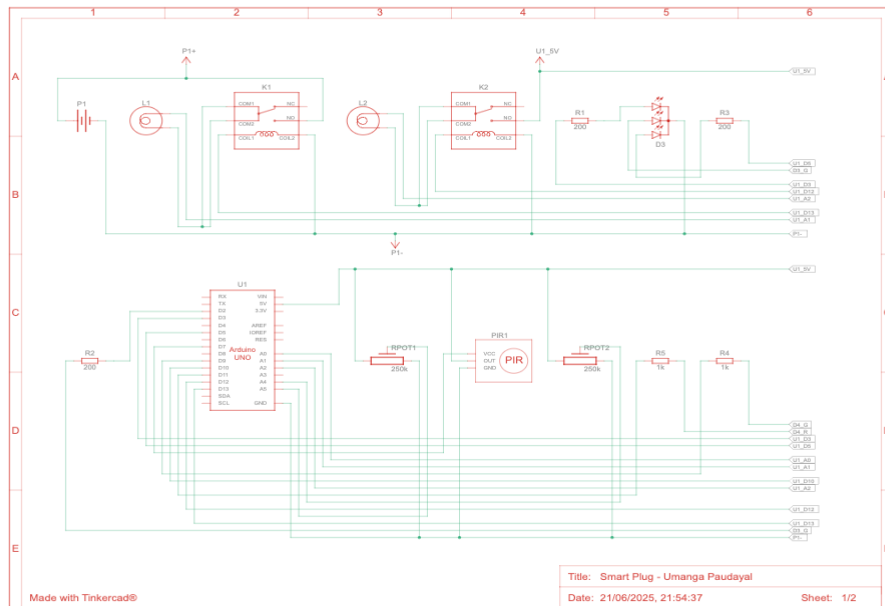 1 2 3 4 5 6
P1+ U1_5V
A A
U1_5V
K1 K2
P1 L1 L2
COM1 NC COM1 NC
R1 R3
COM2 NO COM2 NO
200 200
COIL1 COIL2 COIL1 COIL2
D3
B
U1_D3
U1_D12
U1_A2
U1_D13
U1_A1
P1-
P1-
U1_5V
U1
RX VIN
TX 5V
C
D2 3.3V
D3
D4 AREF
D5 IOREF
D6 RES
D7
PIR1
R2 Arduino RPOT1 RPOT2 R5 R4
D8 A0 VCC
UNO
D9 A1 OUT PIR
200 250k 250k 1k 1k
D10 A2 GND
D11 A3
D12 A4
D13 A5
SDA
SCL GND
D
D4_G
D4_R
U1_D3
U1_A0
U1_A1
U1_D10
U1_A2
U1_D12
U1_D13
P1-
E
Title: Smart Plug - Umanga Paudayal
Made with Tinkercad® Date: 21/06/2025, 21:54:37 Sheet: 1/2